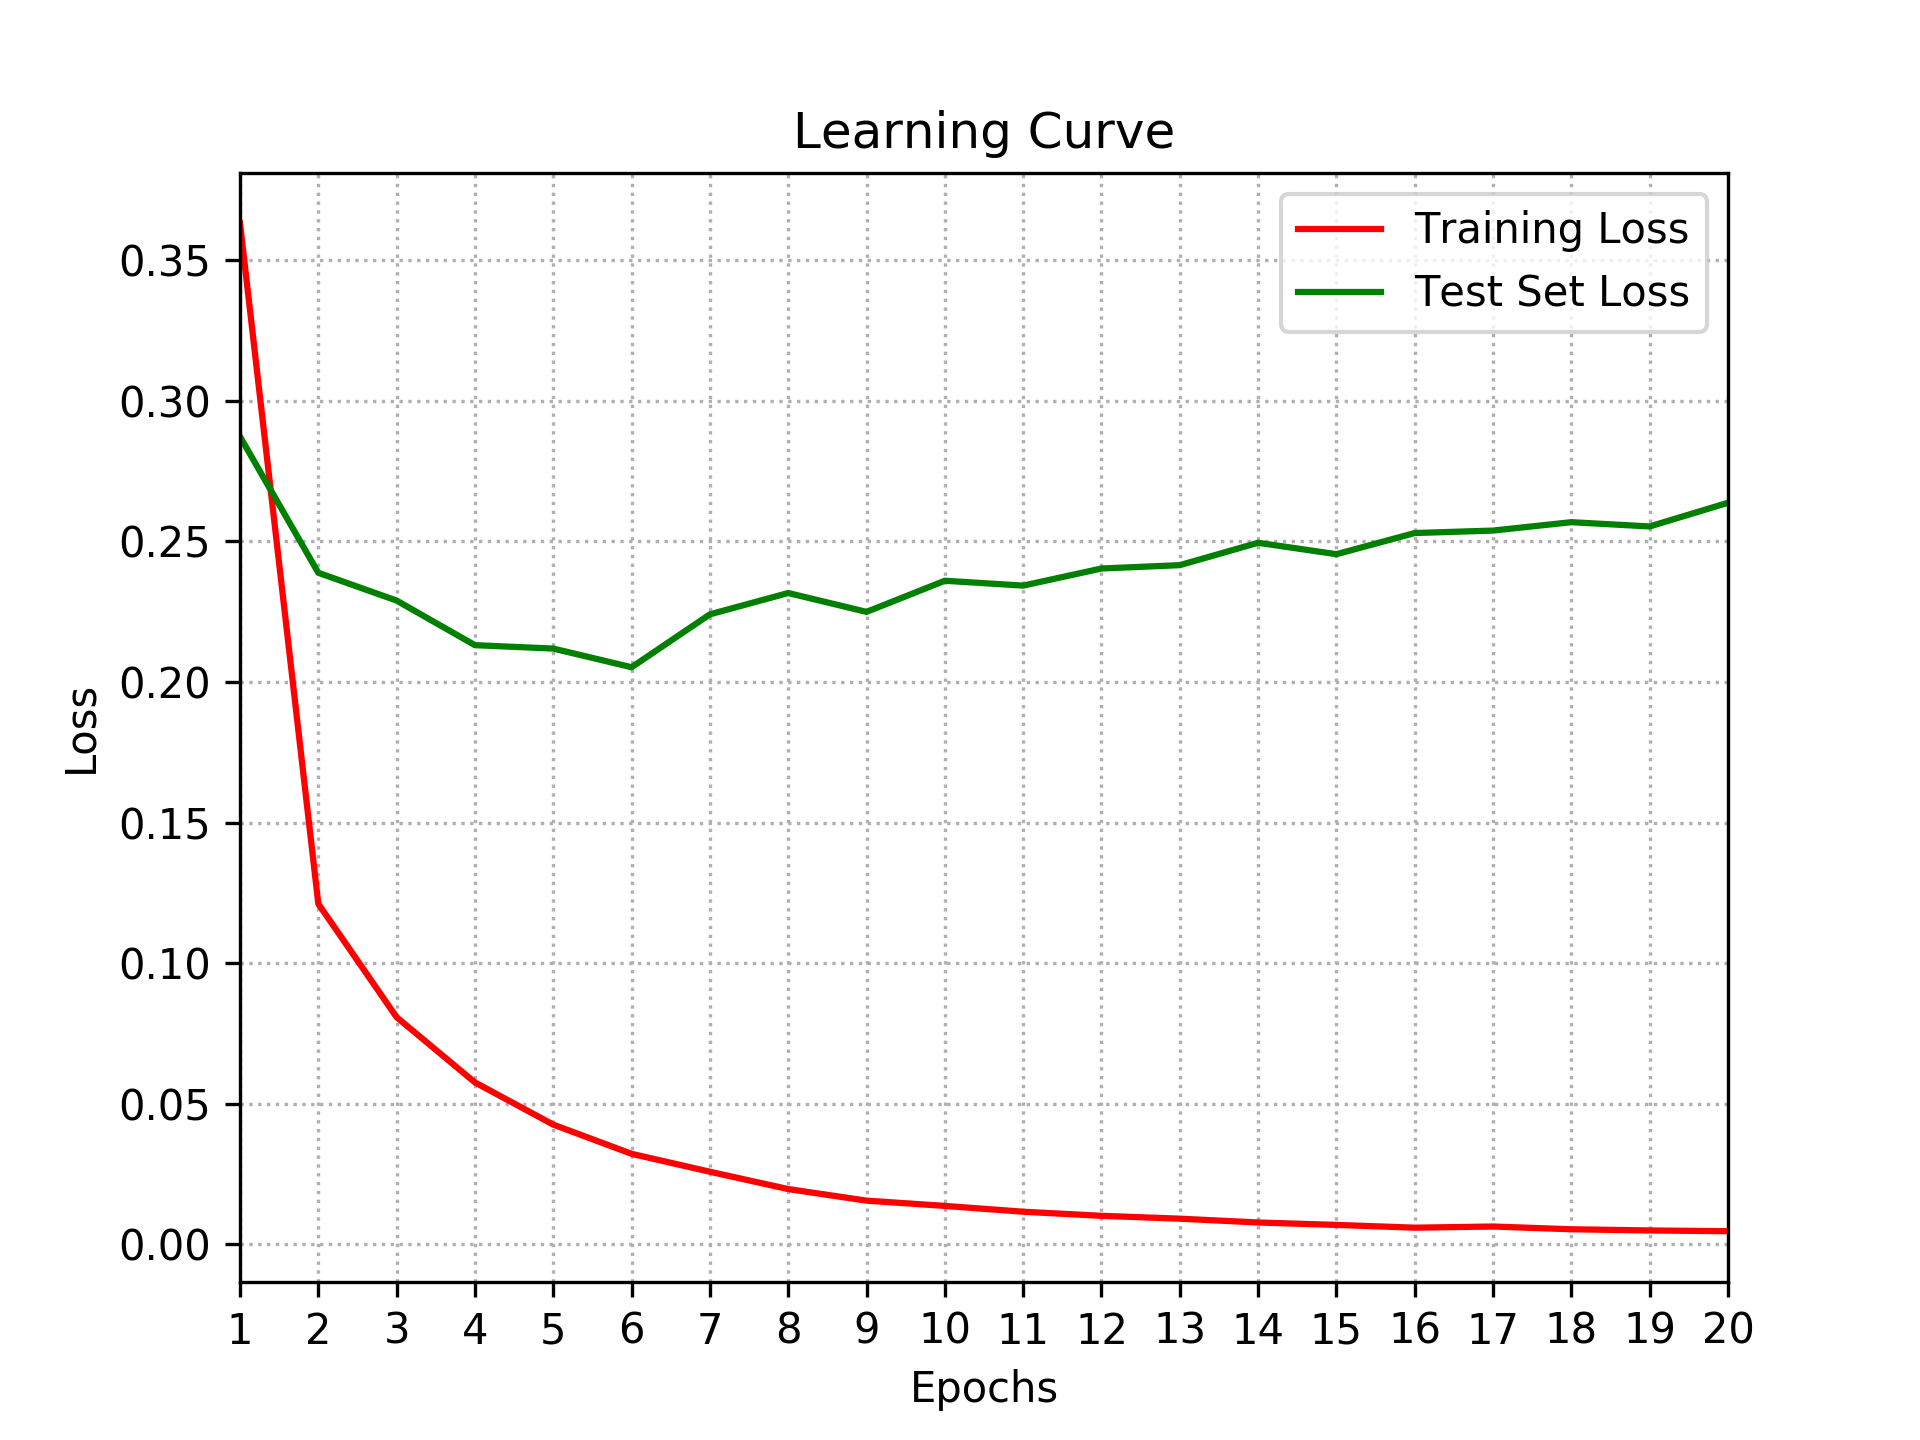 Learning Curve
Training Loss
Test Set Loss
0.35
0.30
0.25
0.20
0.15
0.10
0.05
0.00
Loss
1 2 3 4 5 6 7 8 9 10 11 12 13 14 15 16 17 18 19 20
Epochs